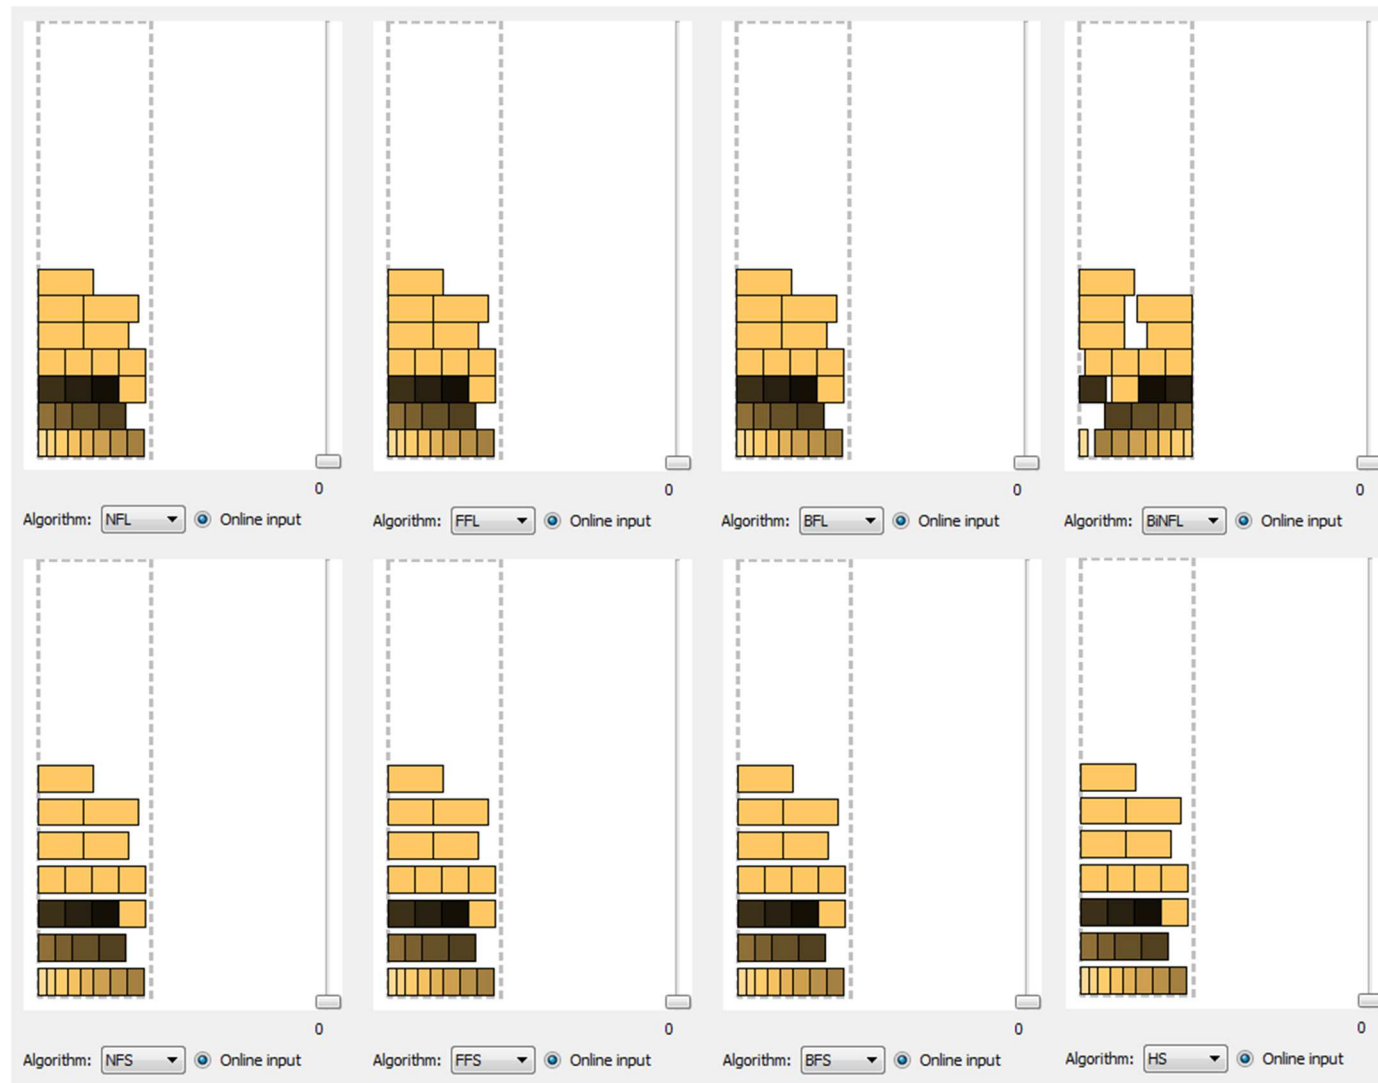 0 0 0 0
Algorithm: NFL Online input Algorithm: FFL Online input Algorithm: BFL Online input Algorithm: BiNFL Online input
0 0 0 0
Algorithm: NFS Online input Algorithm: FFS Online input Algorithm: BFS Online input Algorithm: HS Online input